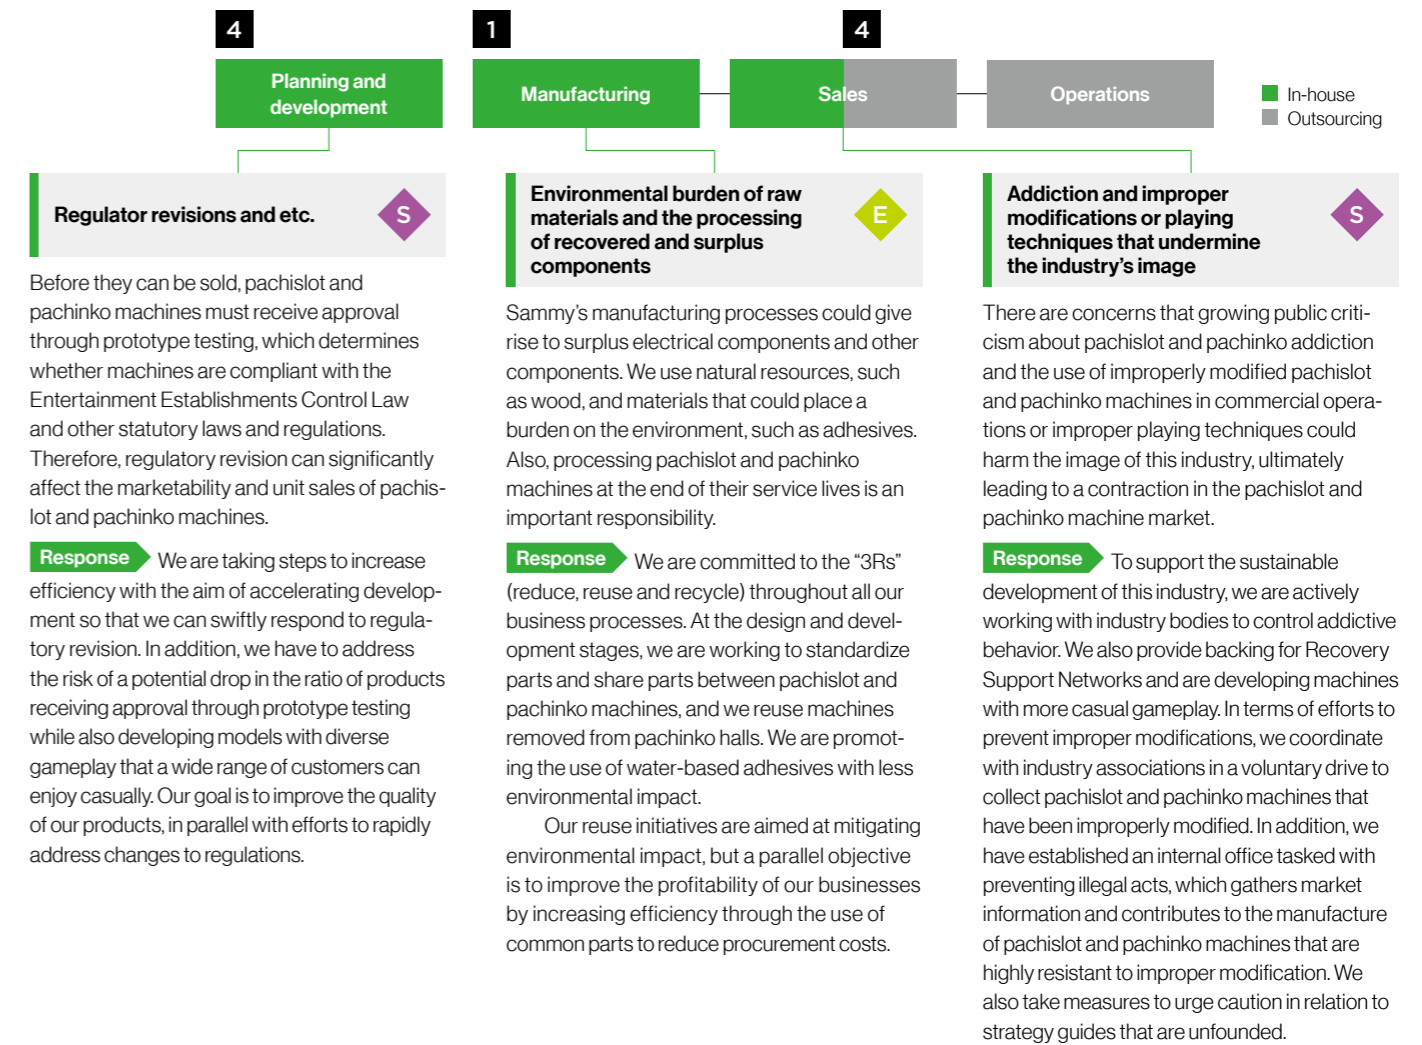 4
1
4
Planning and
development
Manufacturing
Sales
Operations
In-house
Outsourcing
Regulator revisions and etc.
S
Before they can be sold, pachislot and
pachinko machines must receive approval
through prototype testing, which determines
whether machines are compliant with the
Entertainment Establishments Control Law
and other statutory laws and regulations.
Therefore, regulatory revision can significantly
affect the marketability and unit sales of pachis-
lot and pachinko machines.
Response We are taking steps to increase
efficiency with the aim of accelerating develop-
ment so that we can swiftly respond to regula-
tory revision. In addition, we have to address
the risk of a potential drop in the ratio of products
receiving approval through prototype testing
while also developing models with diverse
gameplay that a wide range of customers can
enjoy casually. Our goal is to improve the quality
of our products, in parallel with efforts to rapidly
address changes to regulations.
Environmental burden of raw
materials and the processing
of recovered and surplus
components
E
Sammy's manufacturing processes could give
rise to surplus electrical components and other
components. We use natural resources, such
as wood, and materials that could place a
burden on the environment, such as adhesives.
Also, processing pachislot and pachinko
machines at the end of their service lives is an
important responsibility.
Response We are committed to the “3Rs”
(reduce, reuse and recycle) throughout all our
business processes. At the design and devel-
opment stages, we are working to standardize
parts and share parts between pachislot and
pachinko machines, and we reuse machines
removed from pachinko halls. We are promot-
ing the use of water-based adhesives with less
environmental impact.
Our reuse initiatives are aimed at mitigating
environmental impact, but a parallel objective
is to improve the profitability of our businesses
by increasing efficiency through the use of
common parts to reduce procurement costs.
Addiction and improper
modifications or playing
techniques that undermine
the industry's image
S
There are concerns that growing public criti-
cism about pachislot and pachinko addiction
and the use of improperly modified pachislot
and pachinko machines in commercial opera-
tions or improper playing techniques could
harm the image of this industry, ultimately
leading to a contraction in the pachislot and
pachinko machine market.
Response To support the sustainable
development of this industry, we are actively
working with industry bodies to control addictive
behavior. We also provide backing for Recovery
Support Networks and are developing machines
with more casual gameplay. In terms of efforts to
prevent improper modifications, we coordinate
with industry associations in a voluntary drive to
collect pachislot and pachinko machines that
have been improperly modified. In addition, we
have established an internal office tasked with
preventing illegal acts, which gathers market
information and contributes to the manufacture
of pachislot and pachinko machines that are
highly resistant to improper modification. We
also take measures to urge caution in relation to
strategy guides that are unfounded.